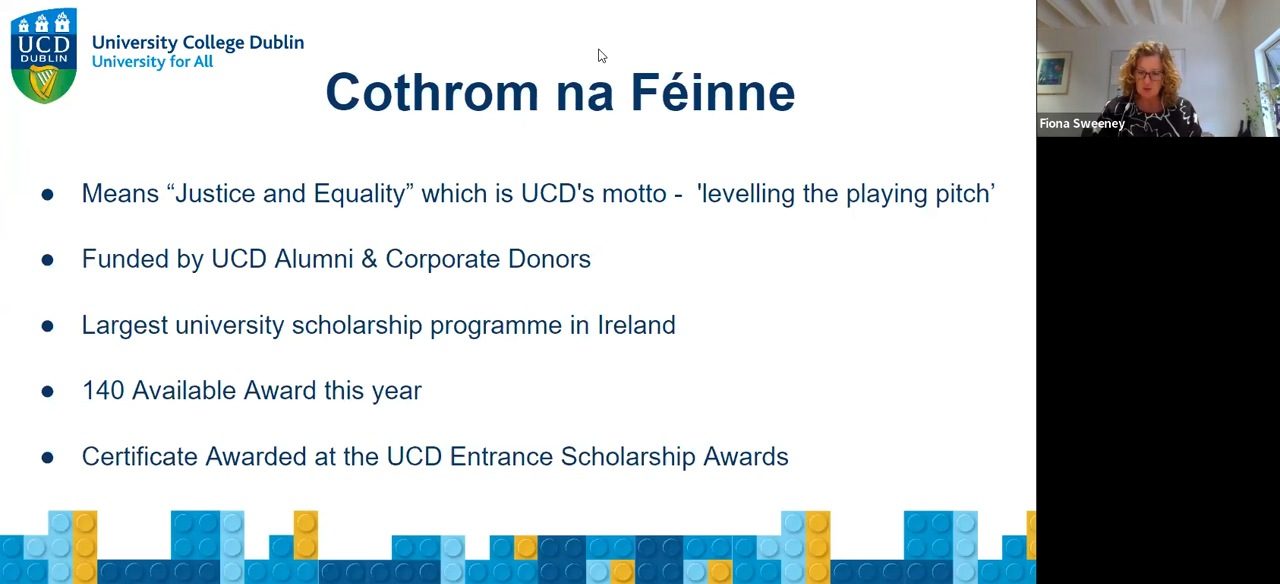 UCD
DUBLIN
University College Dublin
University for All
Cothrom na Féinne
Fiona Sweeney
● Means “Justice and Equality” which is UCD's motto - 'levelling the playing pitch’
● Funded by UCD Alumni & Corporate Donors
● Largest university scholarship programme in Ireland
● 140 Available Award this year
● Certificate Awarded at the UCD Entrance Scholarship Awards